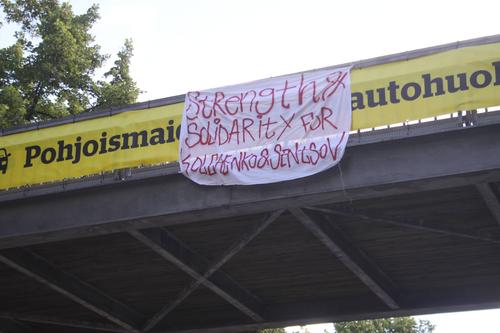 Pohjoismai
autohuol
Strength &
SOLiDARitY FOR
KOLCHENKO & SENTSOV!